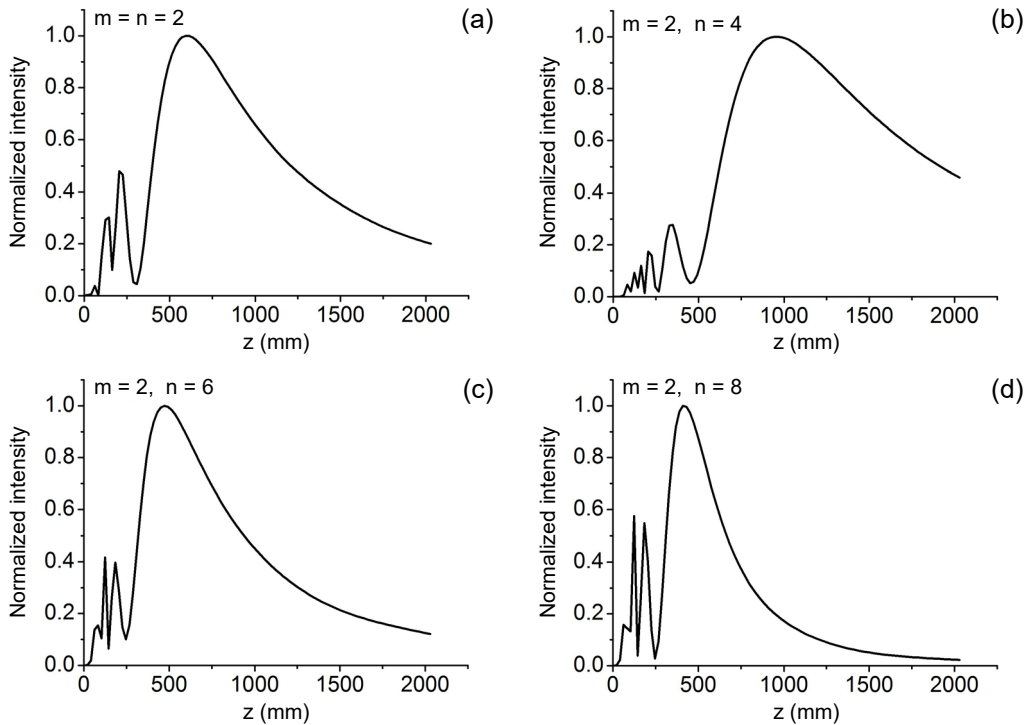 m = n = 2
(a)
1.0
0.8
0.6
0.4
0.2
0.0
Normalized intensity
0 500 1000 1500 2000
z (mm)
m = 2, n = 4
(b)
1.0
0.8
0.6
0.4
0.2
0.0
Normalized intensity
0 500 1000 1500 2000
z (mm)
m = 2, n = 6
(c)
1.0
0.8
0.6
0.4
0.2
0.0
Normalized intensity
0 500 1000 1500 2000
z (mm)
m = 2, n = 8
(d)
1.0
0.8
0.6
0.4
0.2
0.0
Normalized intensity
0 500 1000 1500 2000
z (mm)